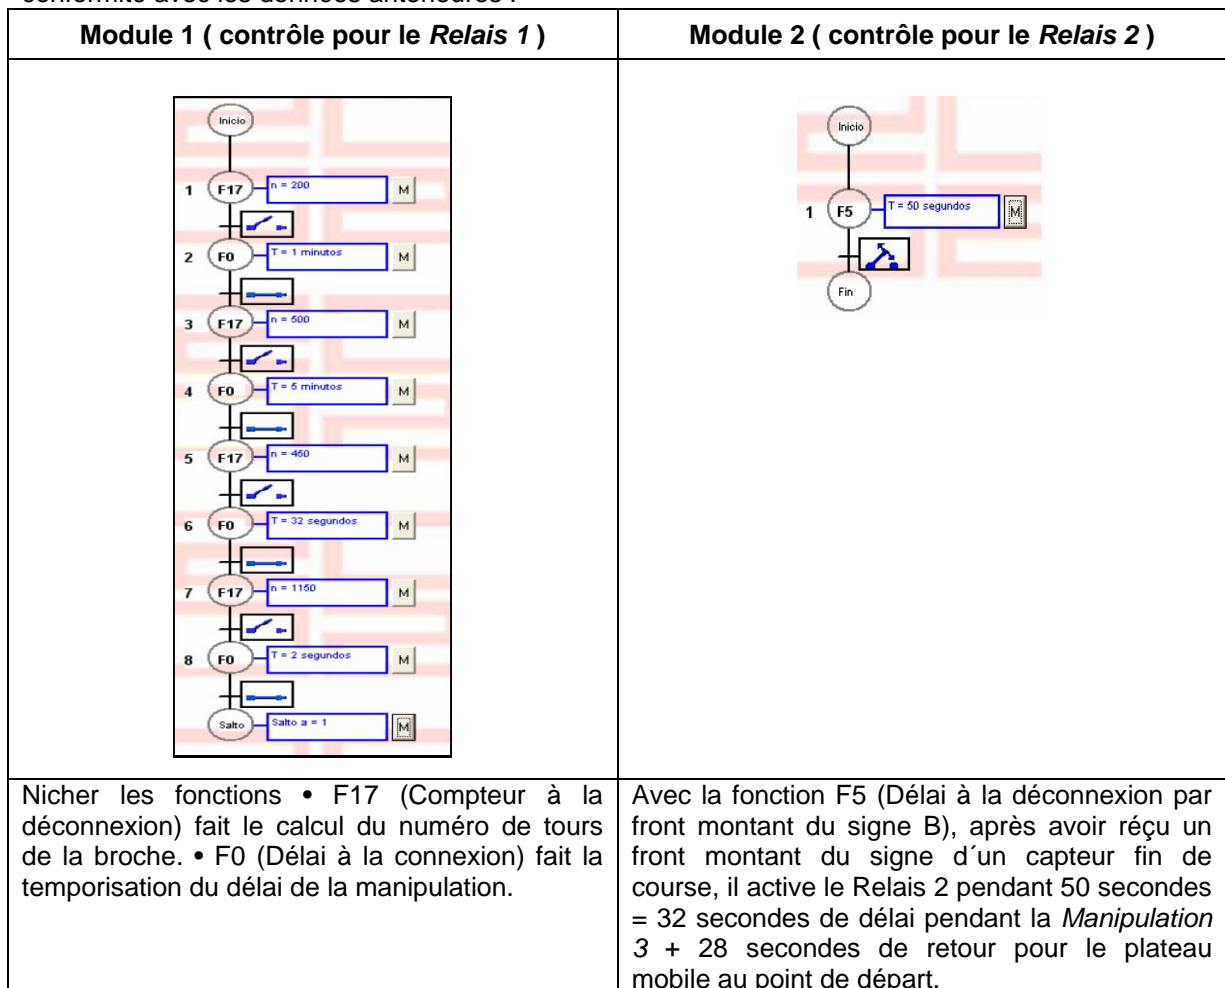 conformité avec les données antérieures :
Module 1 ( contrôle pour le Relais 1 )
Module 2 ( contrôle pour le Relais 2 )
Inicio
1 F17 n = 200 M
2 F0 T = 1 minutos M
3 F17 n = 500 M
4 F0 T = 5 minutos M
5 F17 n = 450 M
6 F0 T = 32 segundos M
7 F17 n = 1150 M
8 F0 T = 2 segundos M
Salto Salto a = 1 M
Inicio
1 F5 T = 50 segundos M
Fin
Nicher les fonctions • F17 (Compteur à la
déconnexion) fait le calcul du numéro de tours
de la broche. • F0 (Délai à la connexion) fait la
temporisation du délai de la manipulation.
Avec la fonction F5 (Délai à la déconnexion par
front montant du signe B), après avoir réçu un
front montant du signe d´un capteur fin de
course, il active le Relais 2 pendant 50 secondes
= 32 secondes de délai pendant la Manipulation
3 + 28 secondes de retour pour le plateau
mobile au point de départ.